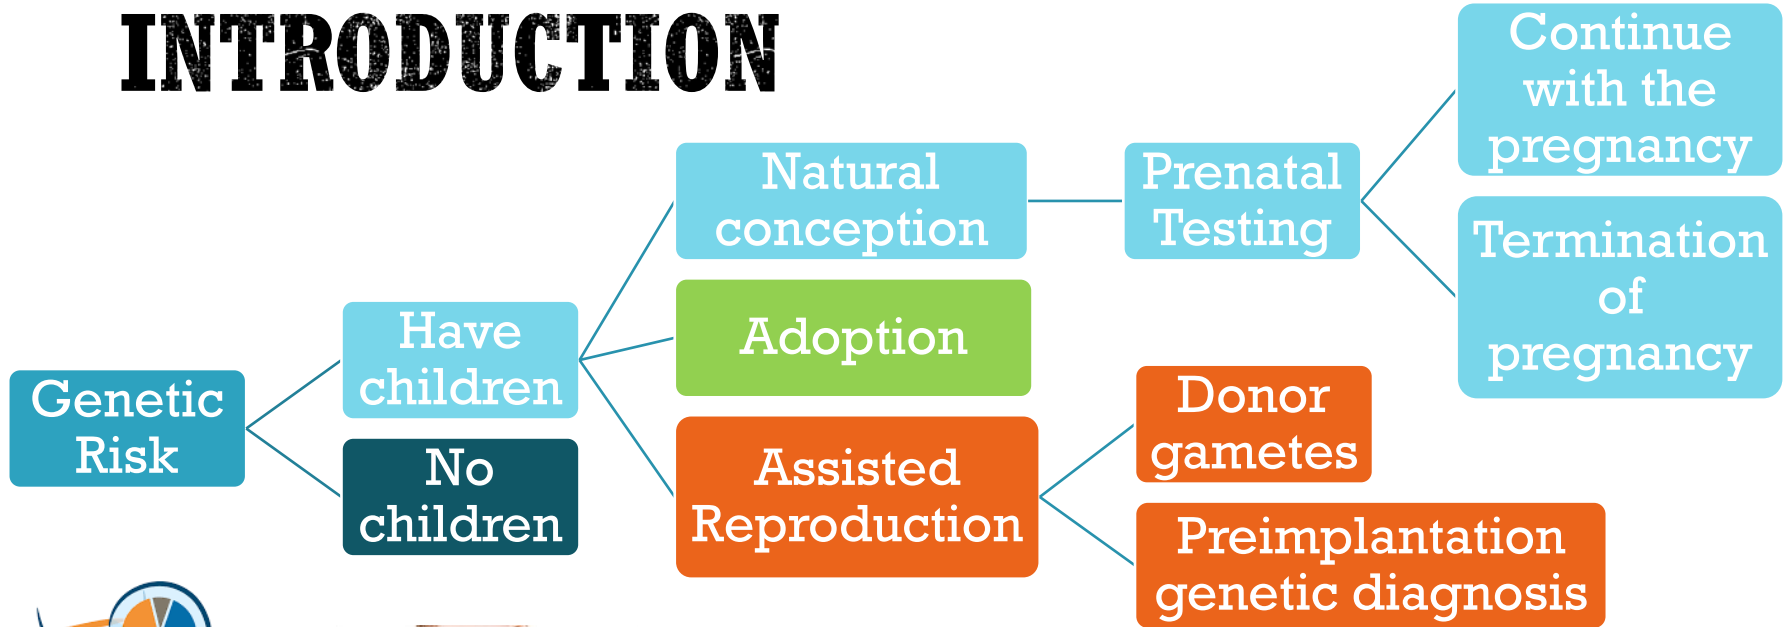 INTRODUCTION
Genetic
Risk
Have
children
No
children
Natural
conception
Adoption
Assisted
Reproduction
Prenatal
Testing
Continue
with the
pregnancy
Termination
of
pregnancy
Donor
gametes
Preimplantation
genetic diagnosis